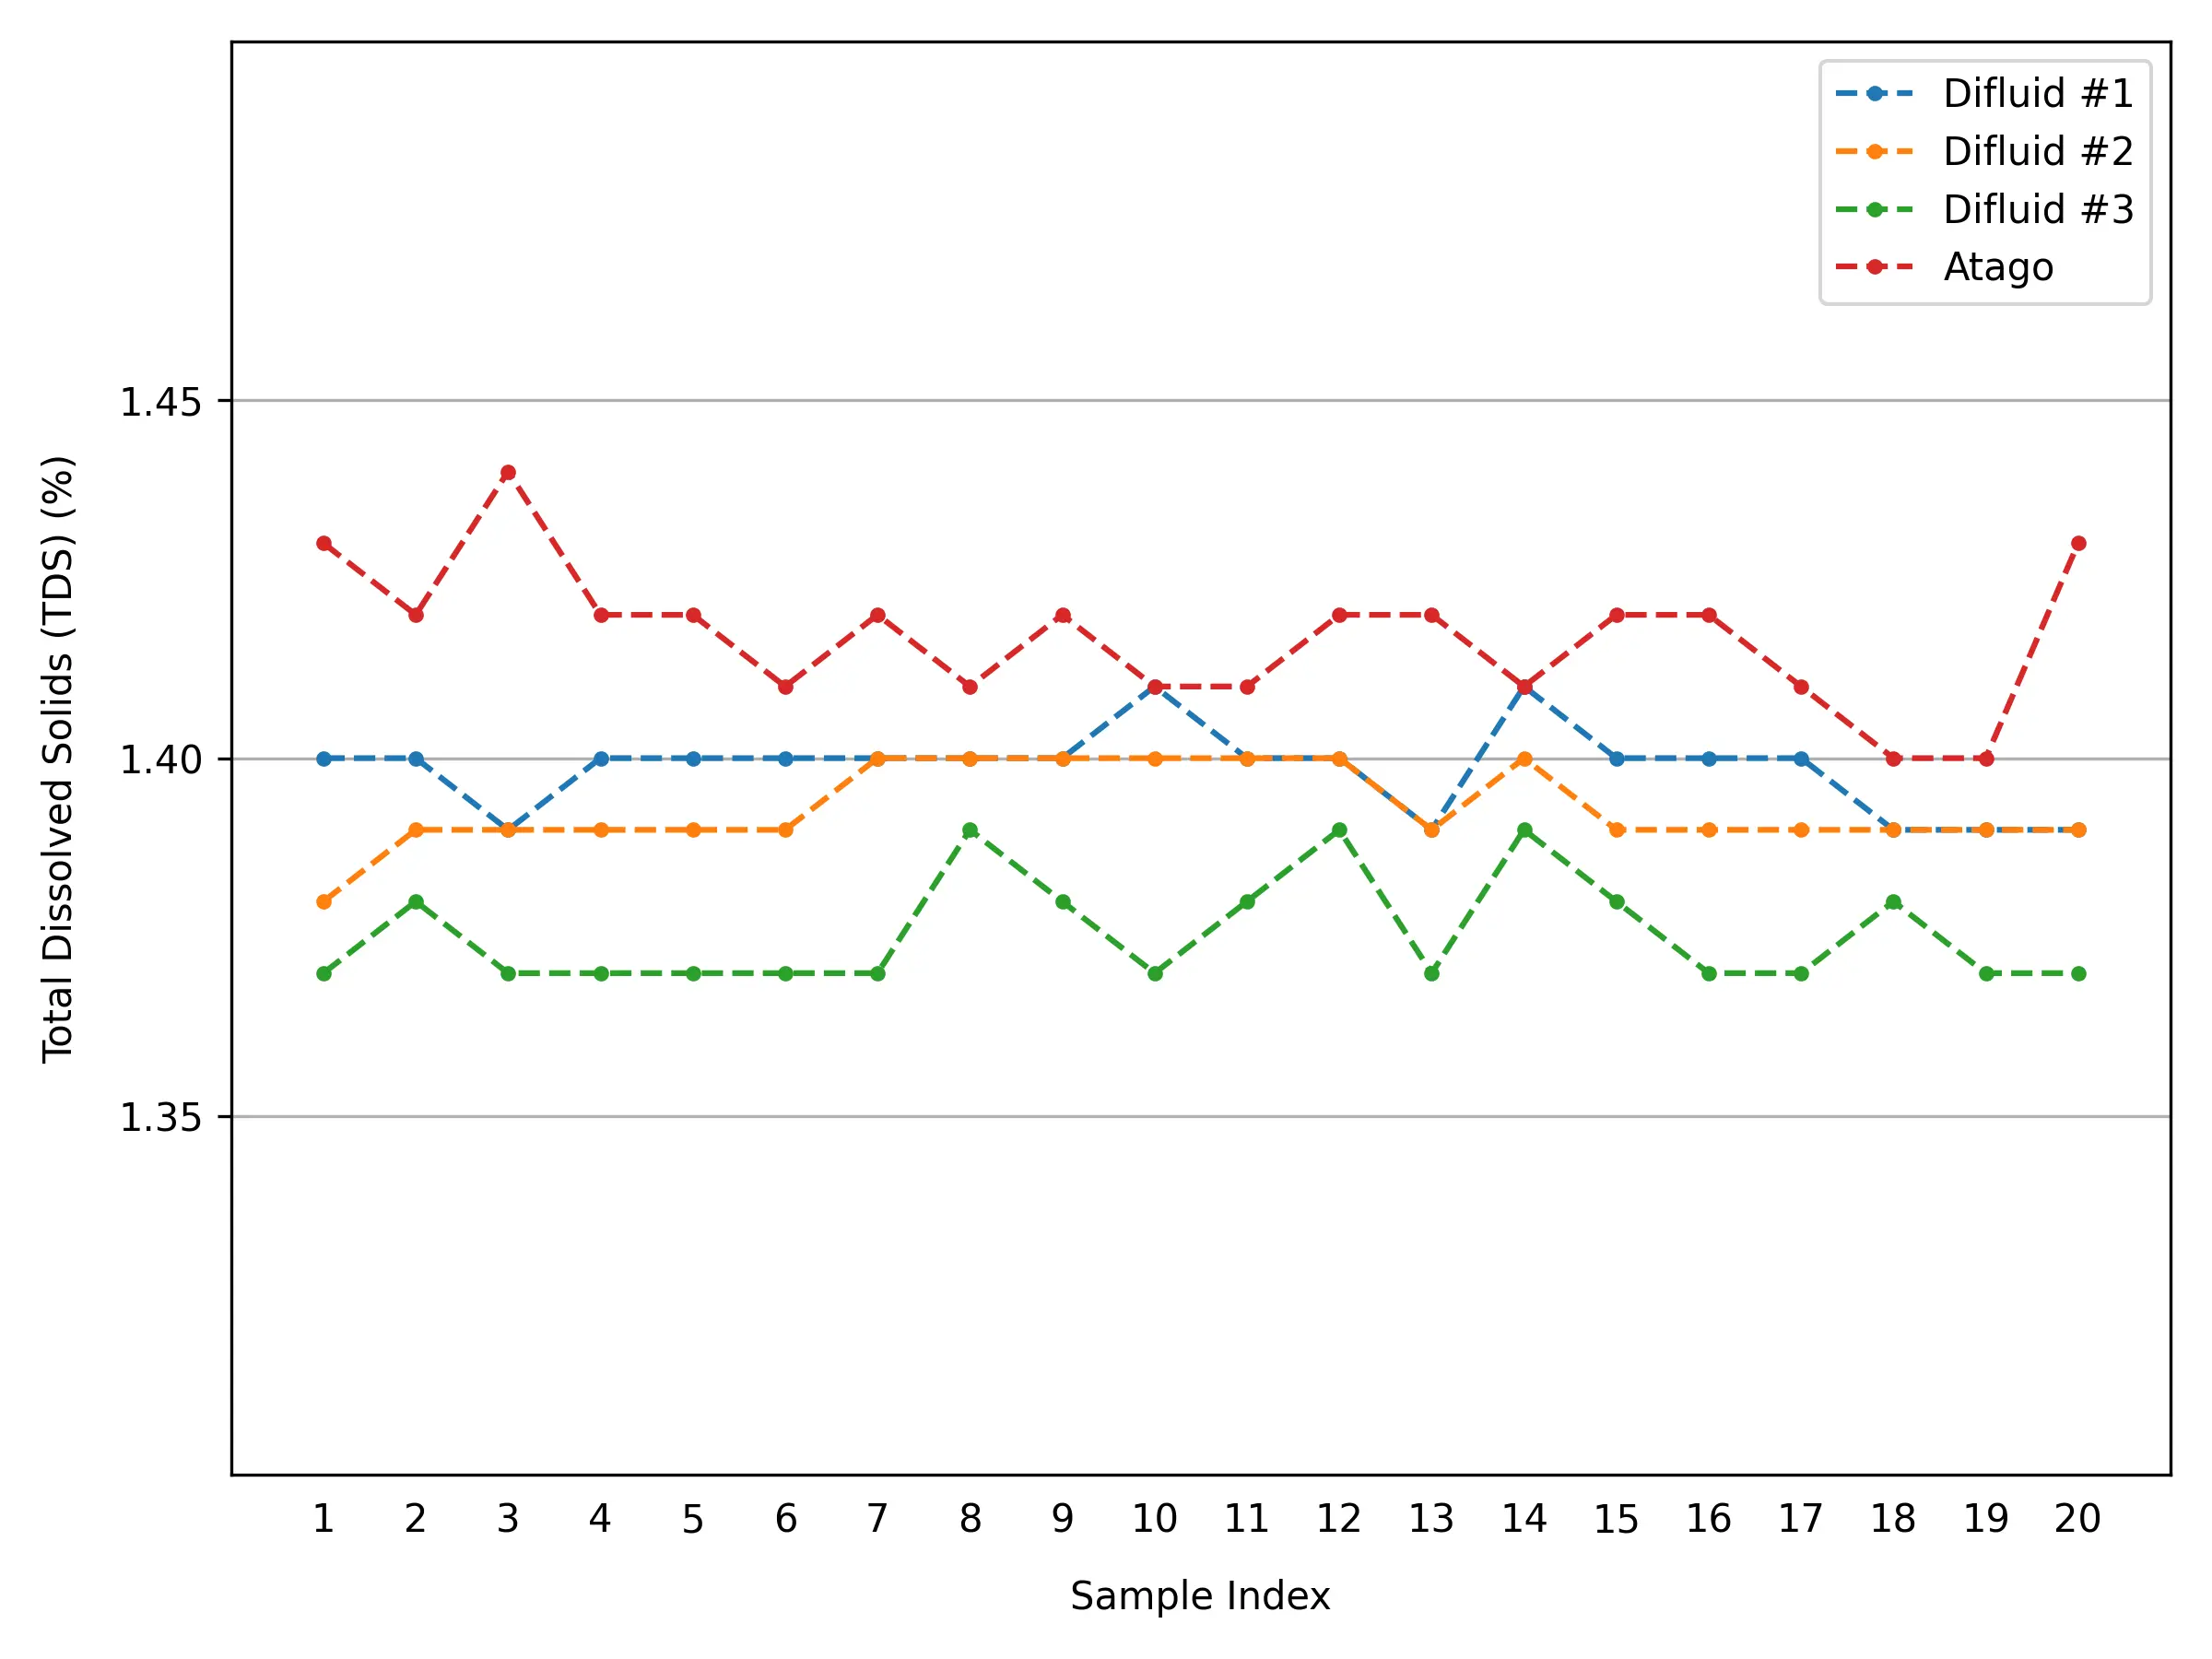 Difluid #1
Difluid #2
Difluid #3
Atago
Total Dissolved Solids (TDS) (%)
1.45
1.40
1.35
1 2 3 4 5 6 7 8 9 10 11 12 13 14 15 16 17 18 19 20
Sample Index